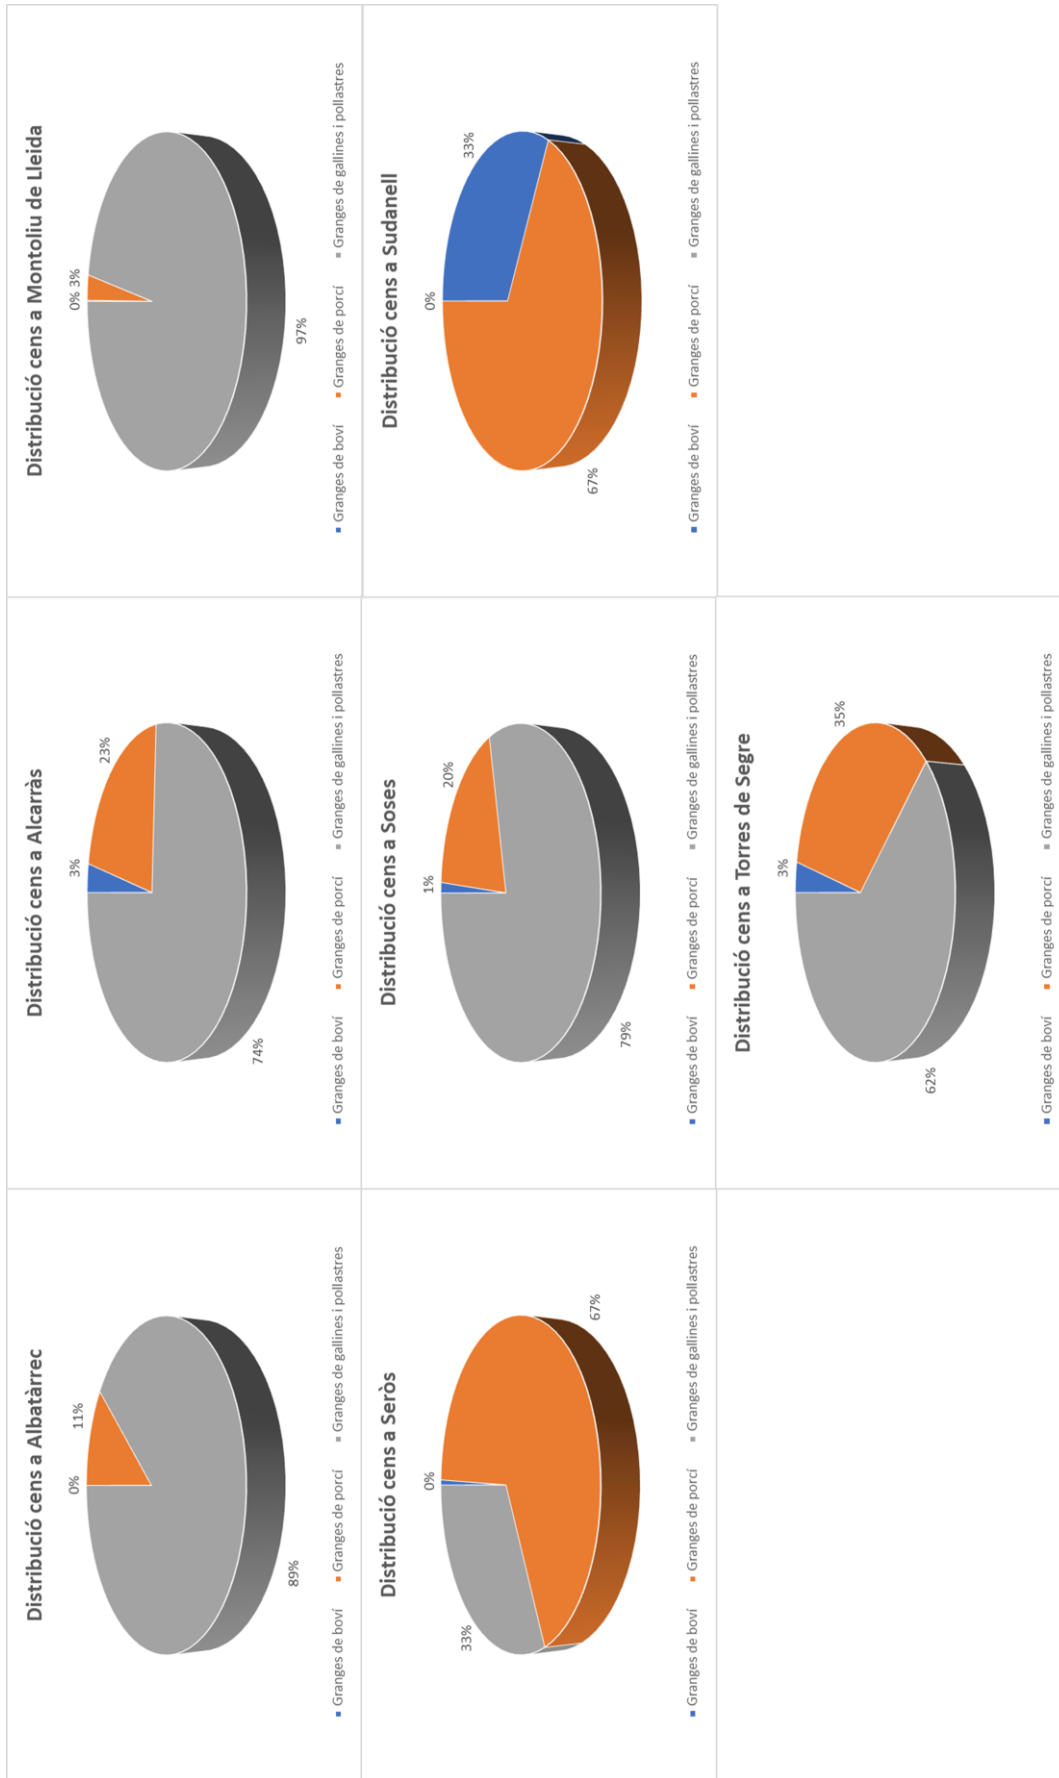 Distribució cens a Albatàrrec
0%
11%
89%
Granges de boví Granges de porcí Granges de gallines i pollastres
Distribució cens a Alcarràs
3%
23%
74%
Granges de boví Granges de porcí Granges de gallines i pollastres
Distribució cens a Montoliu de Lleida
0% 3%
97%
Granges de boví Granges de porcí Granges de gallines i pollastres
Distribució cens a Seròs
0%
33%
67%
Granges de boví Granges de porcí Granges de gallines i pollastres
Distribució cens a Soses
1%
20%
79%
Granges de boví Granges de porcí Granges de gallines i pollastres
Distribució cens a Sudanell
0%
33%
67%
Granges de boví Granges de porcí Granges de gallines i pollastres
Distribució cens a Torres de Segre
3%
35%
62%
Granges de boví Granges de porcí Granges de gallines i pollastres